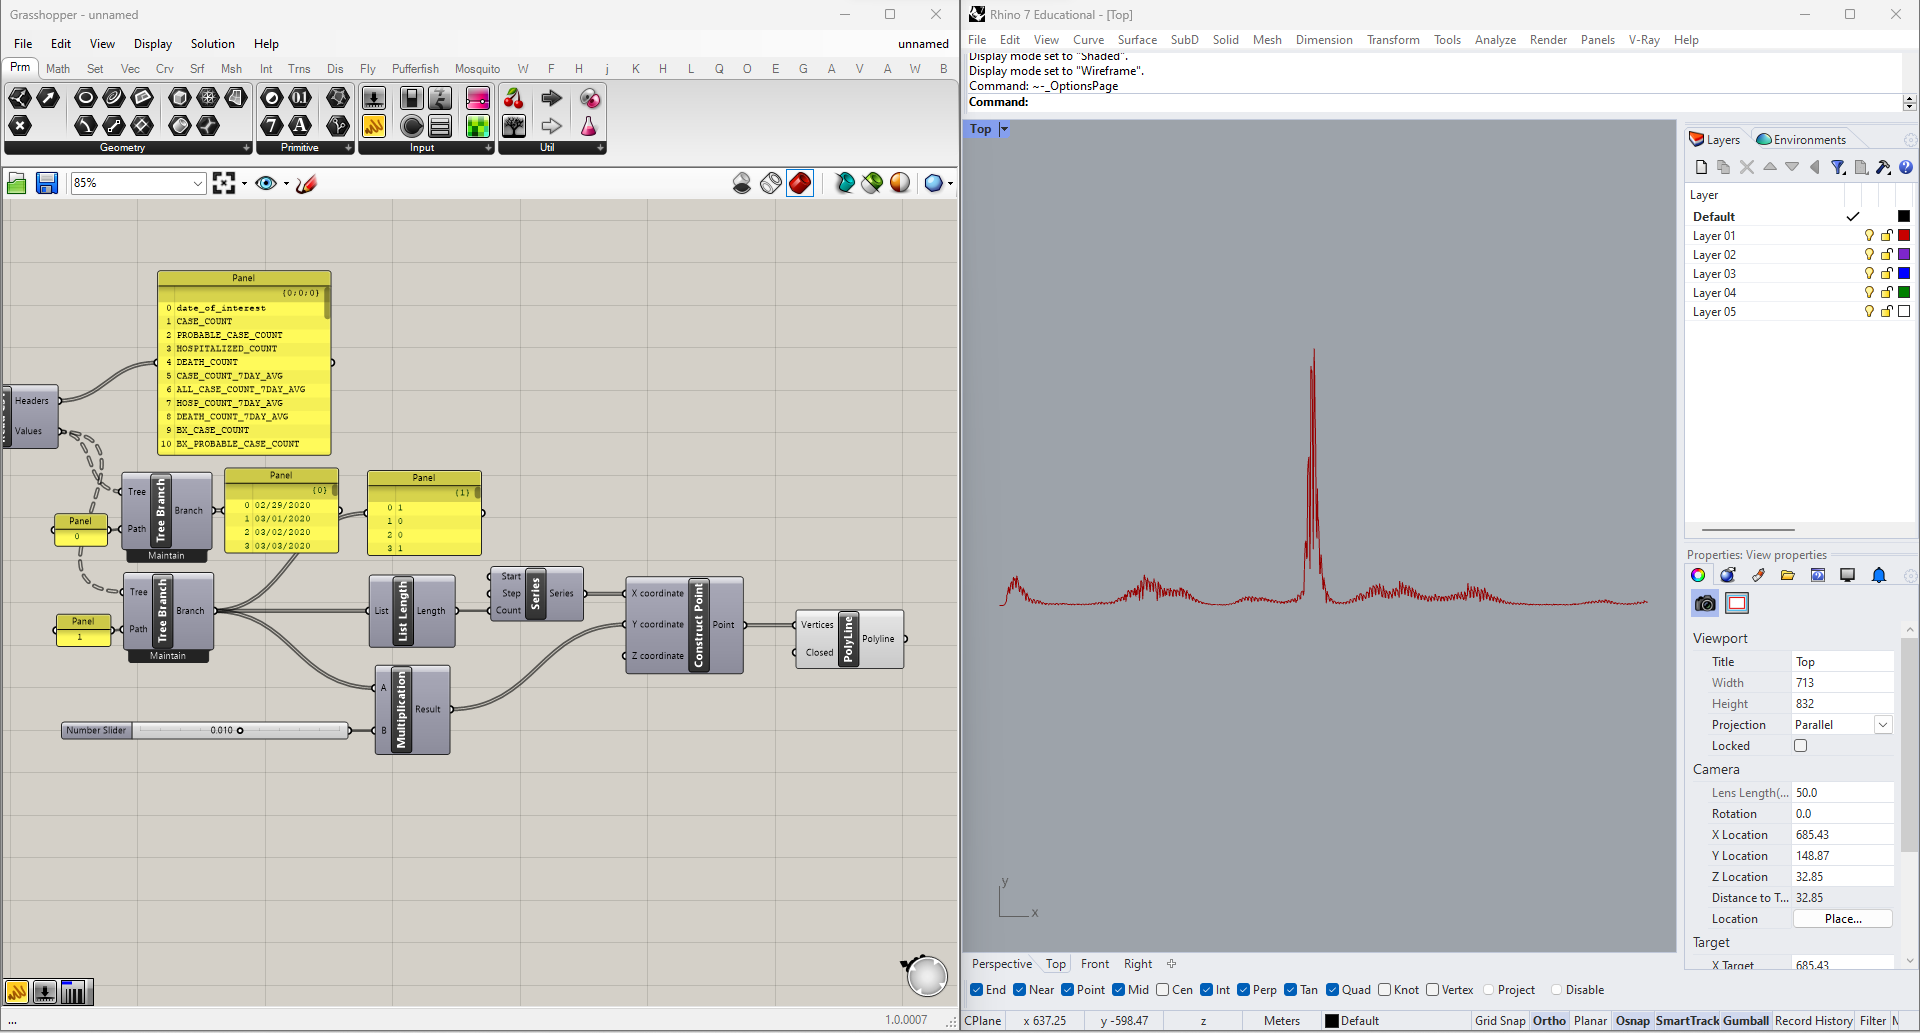 Grasshopper - unnamed
File Edit View Display Solution Help unnamed
Prm Math Set Vec Crv Srf Msh Int Trns Dis Fly Pufferfish Mosquito W F H j K H L Q O E G A V A W B
Geometry Primitive Input Util
85%
Panel
{0;0;0}
0 date_of_interest
1 CASE_COUNT
2 PROBABLE_CASE_COUNT
3 HOSPITALIZED_COUNT
4 DEATH_COUNT
5 CASE_COUNT_7DAY_AVG
6 ALL_CASE_COUNT_7DAY_AVG
7 HOSP_COUNT_7DAY_AVG
8 DEATH_COUNT_7DAY_AVG
9 BX_CASE_COUNT
10 BX_PROBABLE_CASE_COUNT
Headers
Values
Panel
0
Tree
Path
Tree Branch
Branch
Maintain
Panel
{0}
0 02/29/2020
1 03/01/2020
2 03/02/2020
3 03/03/2020
Panel
{1}
0 1
1 0
2 0
3 1
Panel
1
Tree
Path
Tree Branch
Branch
Maintain
List
List Length
Length
Start
Step
Count
Series
Series
X coordinate
Y coordinate
Z coordinate
Construct Point
Point
Vertices
Closed
PolyLine
Polyline
A
B
Multiplication
Result
Number Slider 0.010
...
1.0.0007
Rhino 7 Educational - [Top]
File Edit View Curve Surface SubD Solid Mesh Dimension Transform Tools Analyze Render Panels V-Ray Help
Display mode set to "Shaded".
Display mode set to "Wireframe".
Command: ~-_OptionsPage
Command:
Top
y
x
Perspective Top Front Right
End Near Point Mid Cen Int Perp Tan Quad Knot Vertex Project Disable
CPlane x 637.25 y -598.47 z Meters Default Grid Snap Ortho Planar Osnap SmartTrack Gumball Record History Filter
Layers Environments
Layer
Default
Layer 01
Layer 02
Layer 03
Layer 04
Layer 05
Properties: View properties
Viewport
Title Top
Width 713
Height 832
Projection Parallel
Locked
Camera
Lens Length(... 50.0
Rotation 0.0
X Location 685.43
Y Location 148.87
Z Location 32.85
Distance to T... 32.85
Location Place...
Target
X Target 685.43